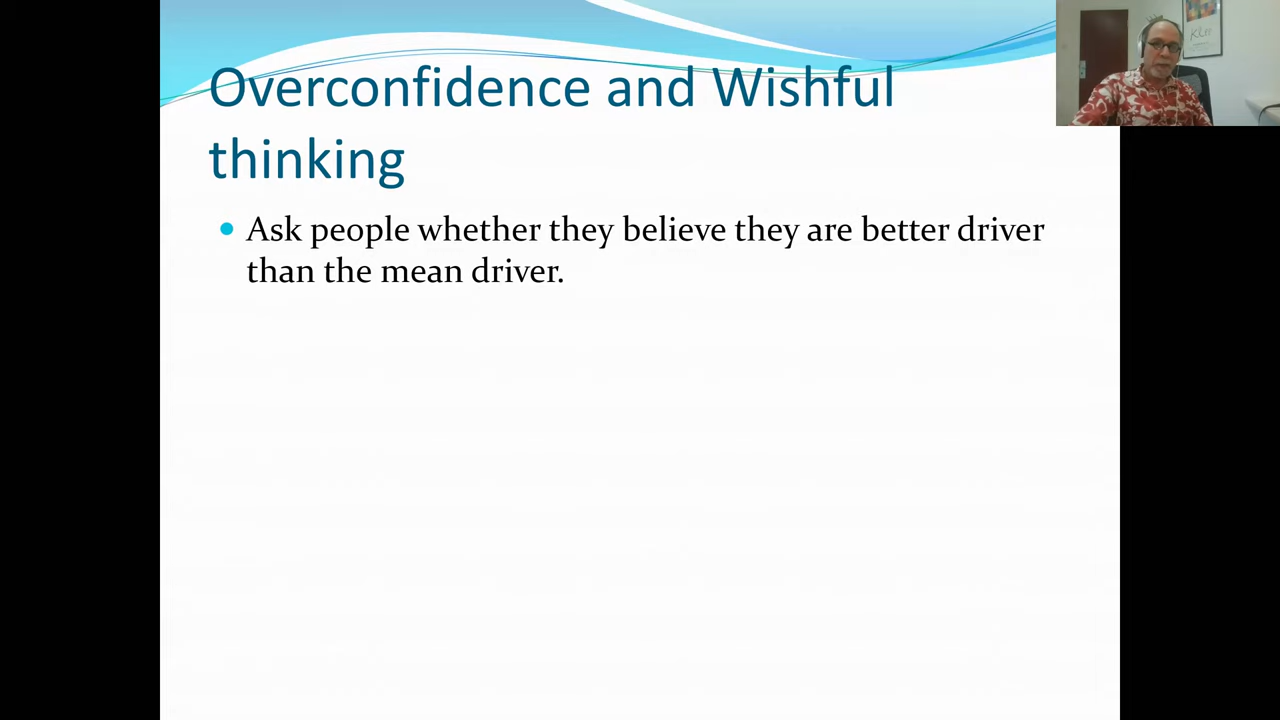 Overconfidence and Wishful
thinking
Ask people whether they believe they are better driver
than the mean driver.